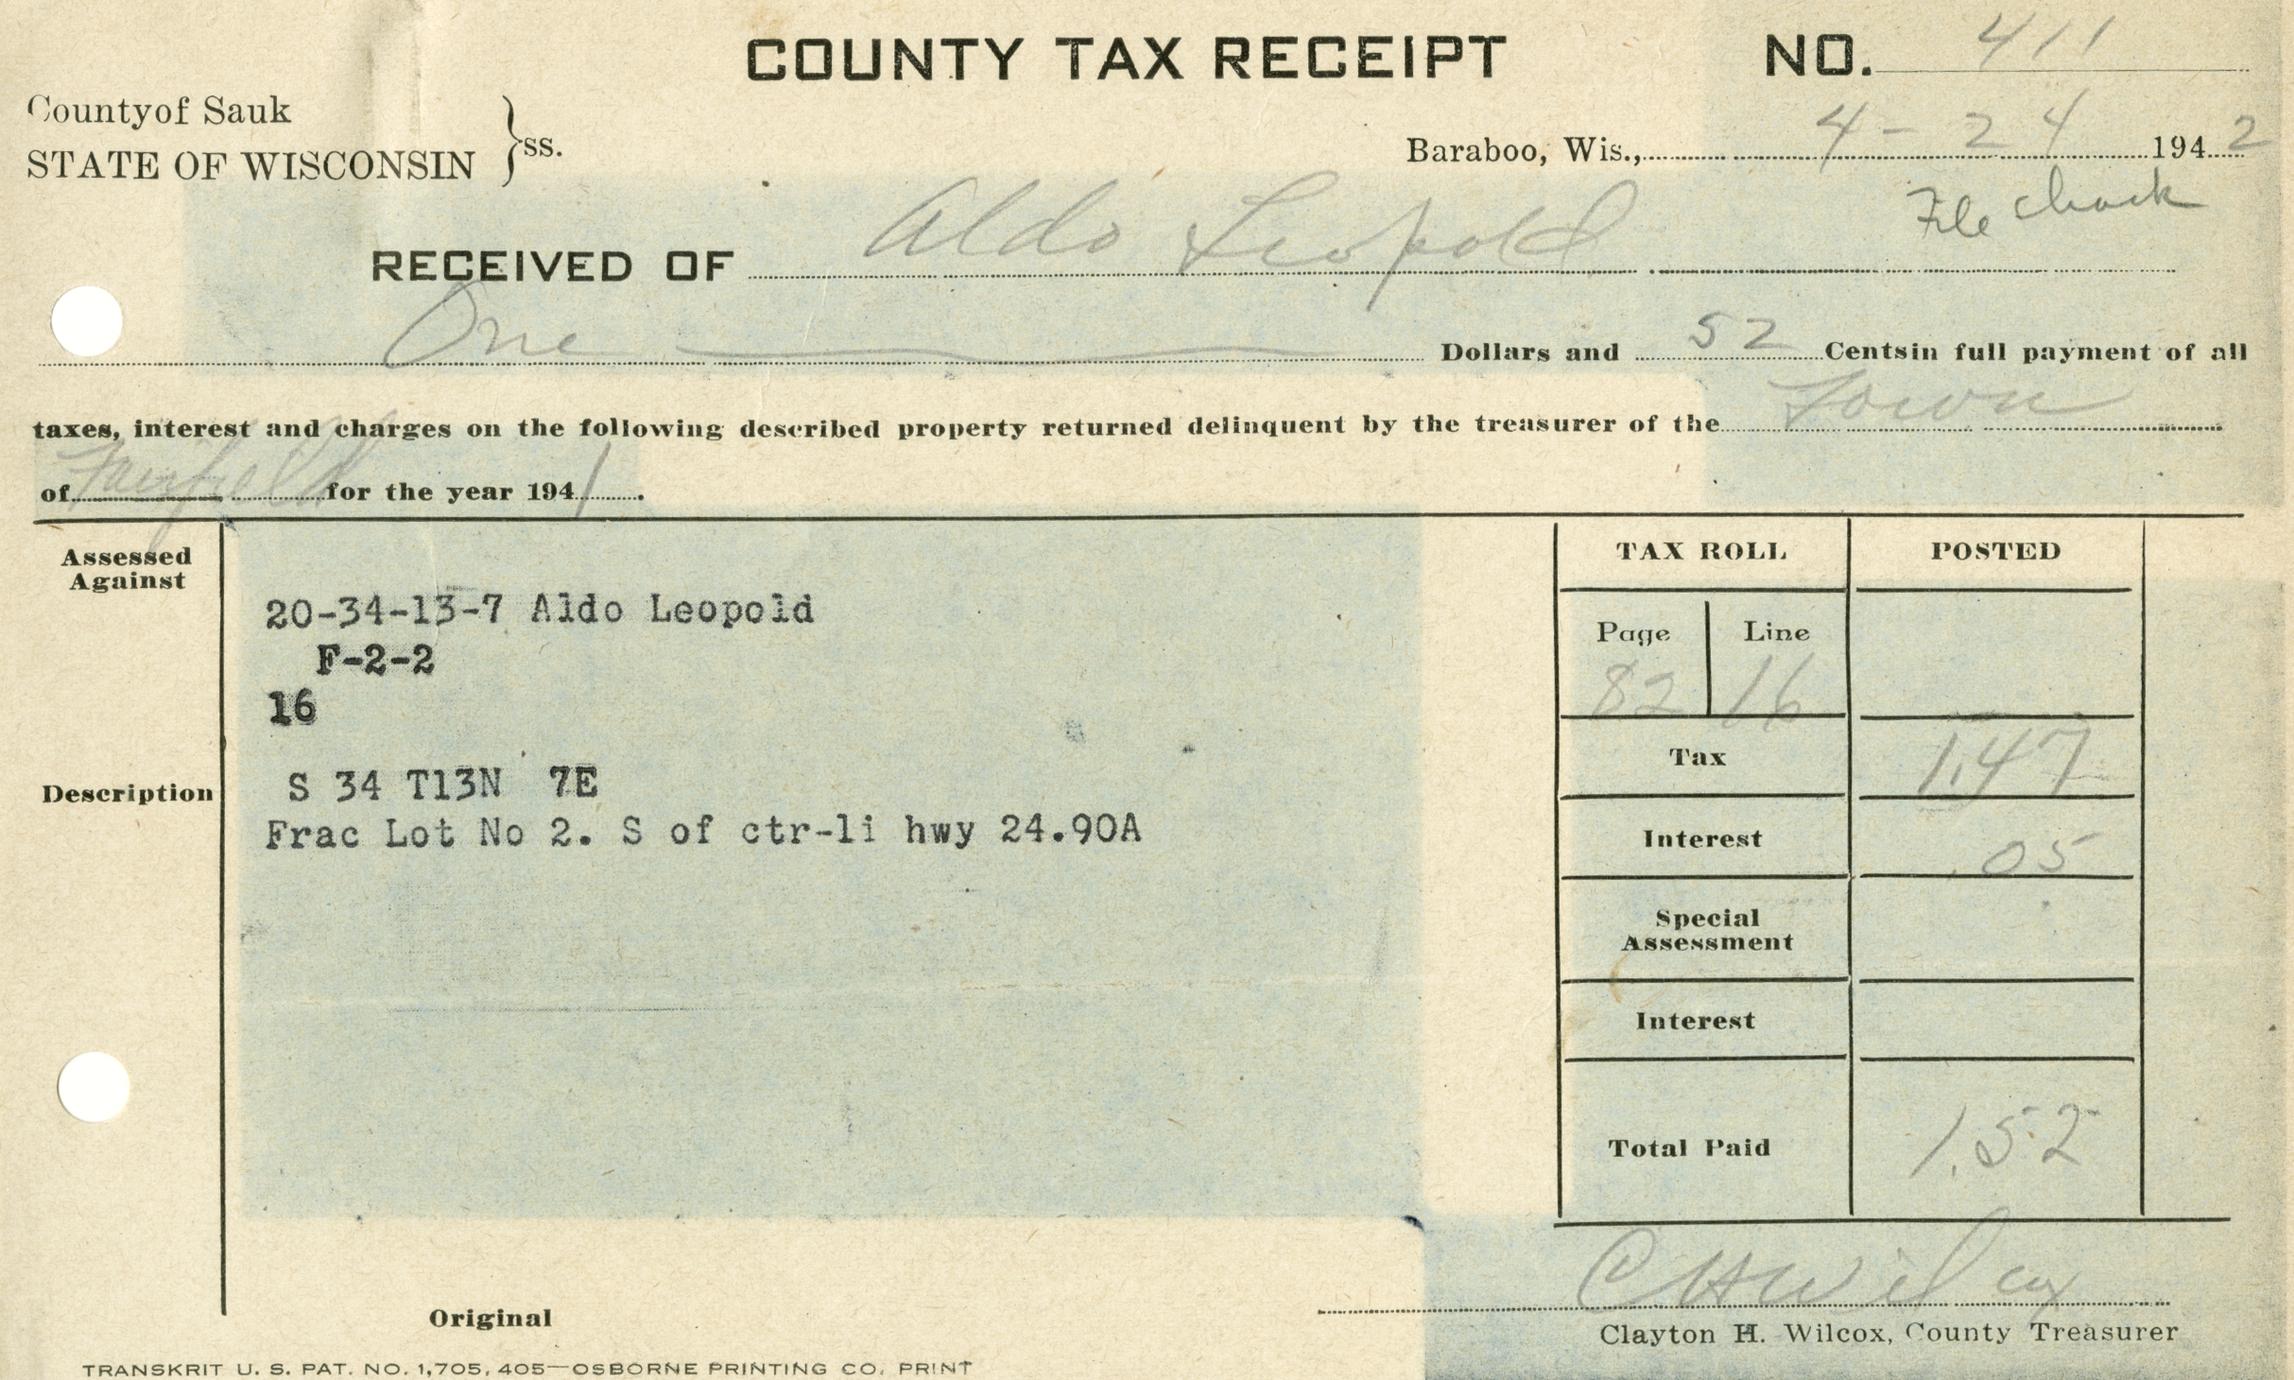 COUNTY TAX RECEIPT NO. 411
Countyof Sauk
STATE OF WISCONSIN } ss.
Baraboo, Wis., 4-24 1942
File check
RECEIVED OF Aldo Leopold
One Dollars and 52 Centsin full payment of all
taxes, interest and charges on the following described property returned delinquent by the treasurer of the Town
of Fairfield for the year 1941.
Assessed
Against
20-34-13-7 Aldo Leopold
F-2-2
16
Description
S 34 T13N 7E
Frac Lot No 2. S of ctr-li hwy 24.90A
TAX ROLL POSTED
Page Line
82 16
Tax 1.47
Interest .05
Special
Assessment
Interest
Total Paid 1.52
C H Wilcox
Original
Clayton H. Wilcox, County Treasurer
TRANSKRIT U. S. PAT. NO. 1,705,405—OSBORNE PRINTING CO. PRINT